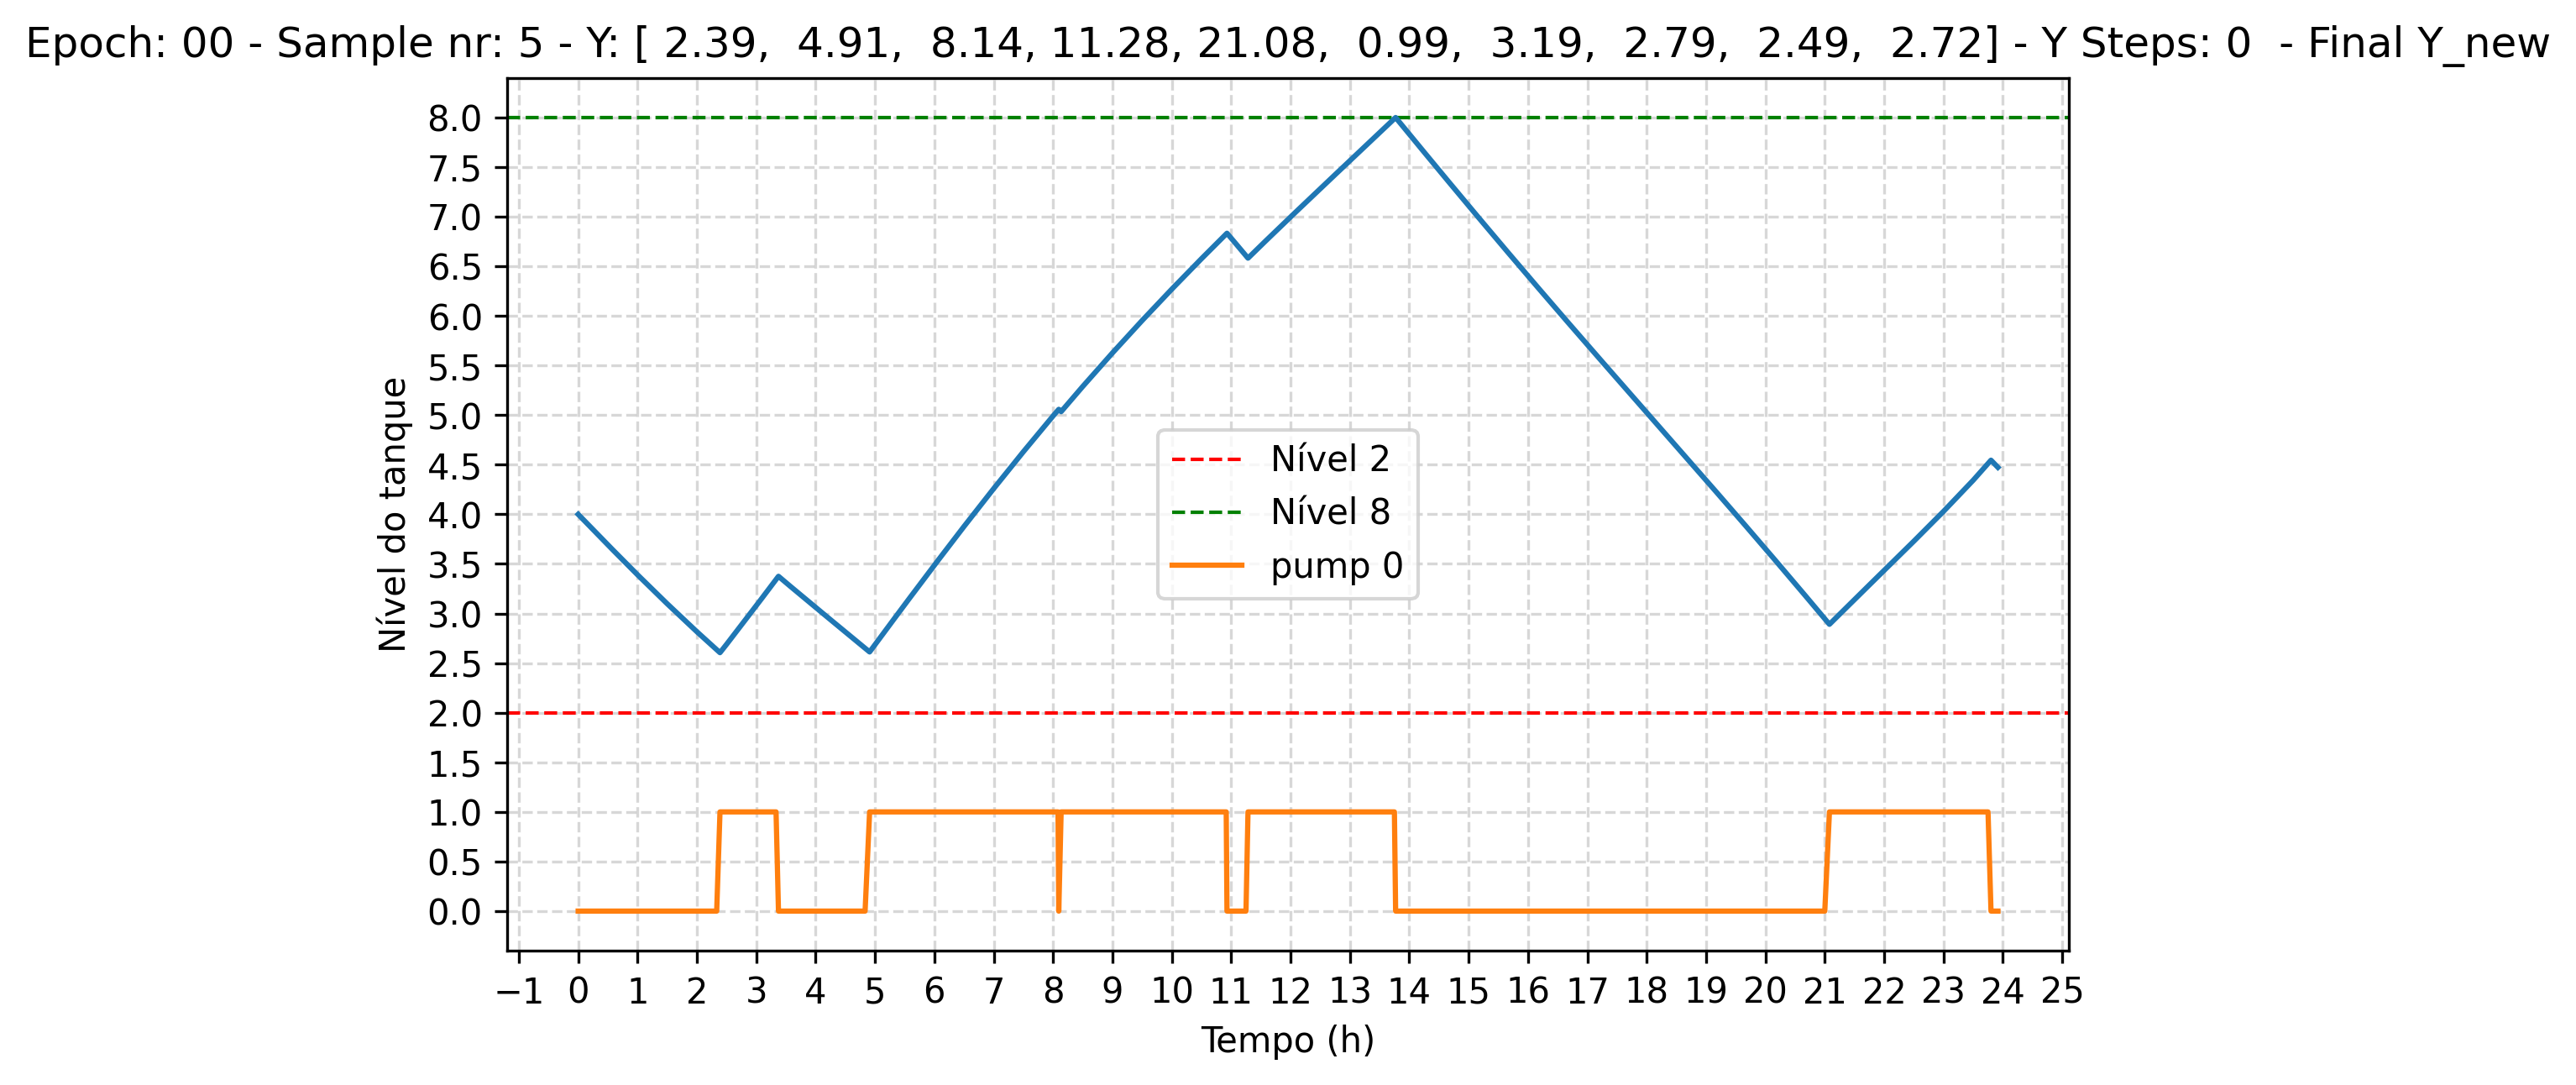 Epoch: 00 - Sample nr: 5 - Y: [ 2.39,  4.91,  8.14, 11.28, 21.08,  0.99,  3.19,  2.79,  2.49,  2.72] - Y Steps: 0  - Final Y_new
8.0
7.5
7.0
6.5
6.0
5.5
5.0
4.5
4.0
3.5
3.0
2.5
2.0
1.5
1.0
0.5
0.0
Nível do tanque
Nível 2
Nível 8
pump 0
−1 0 1 2 3 4 5 6 7 8 9 10 11 12 13 14 15 16 17 18 19 20 21 22 23 24 25
Tempo (h)